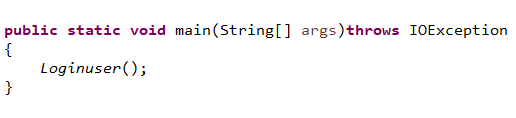 public static void main(String[] args)throws IOException
{
    Loginuser();
}